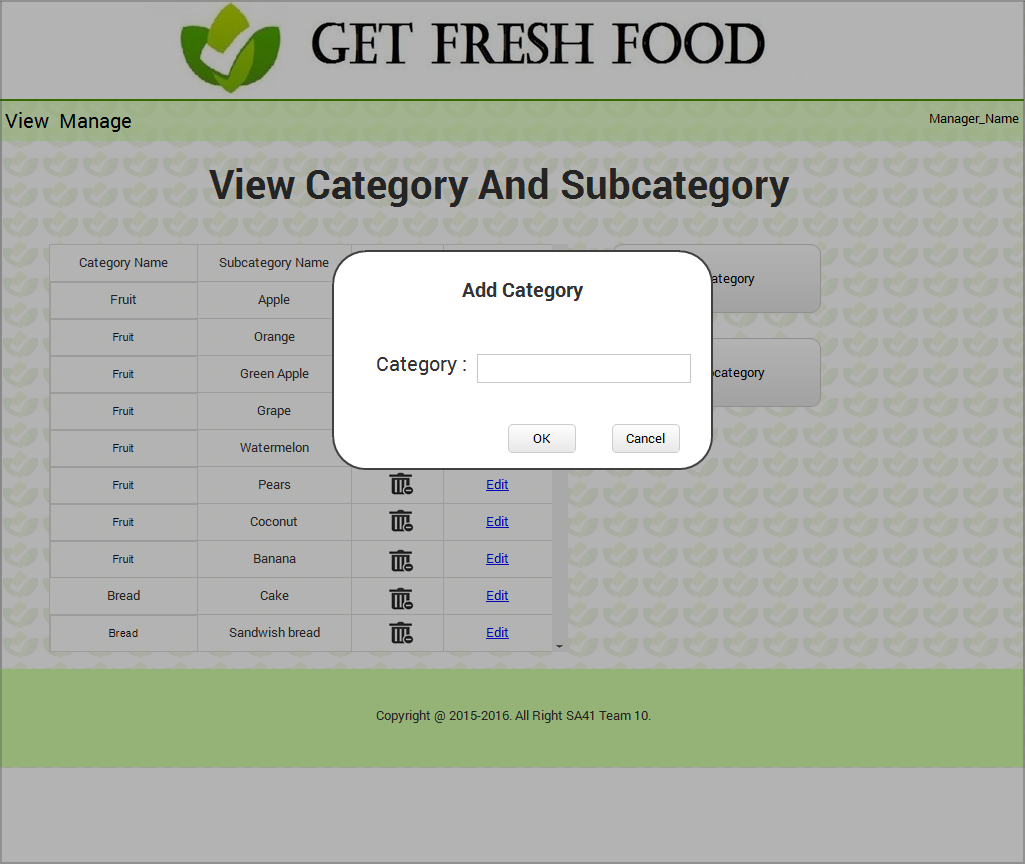 GET FRESH FOOD
View Manage
Manager_Name
View Category And Subcategory
Category Name Subcategory Name
Fruit Apple
Fruit Orange
Fruit Green Apple
Fruit Grape
Fruit Watermelon
Fruit Pears Edit
Fruit Coconut Edit
Fruit Banana Edit
Bread Cake Edit
Bread Sandwish bread Edit
ategory
category
Add Category
Category :
OK Cancel
Copyright @ 2015-2016. All Right SA41 Team 10.